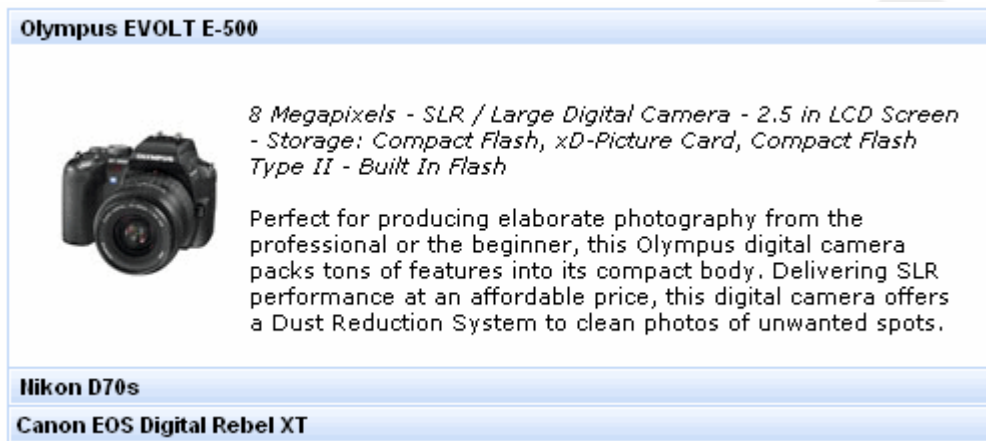 Olympus EVOLT E-500
8 Megapixels - SLR / Large Digital Camera - 2.5 in LCD Screen
- Storage: Compact Flash, xD-Picture Card, Compact Flash
Type II - Built In Flash
OLYMPUS
Perfect for producing elaborate photography from the
professional or the beginner, this Olympus digital camera
packs tons of features into its compact body. Delivering SLR
performance at an affordable price, this digital camera offers
a Dust Reduction System to clean photos of unwanted spots.
Nikon D70s
Canon EOS Digital Rebel XT